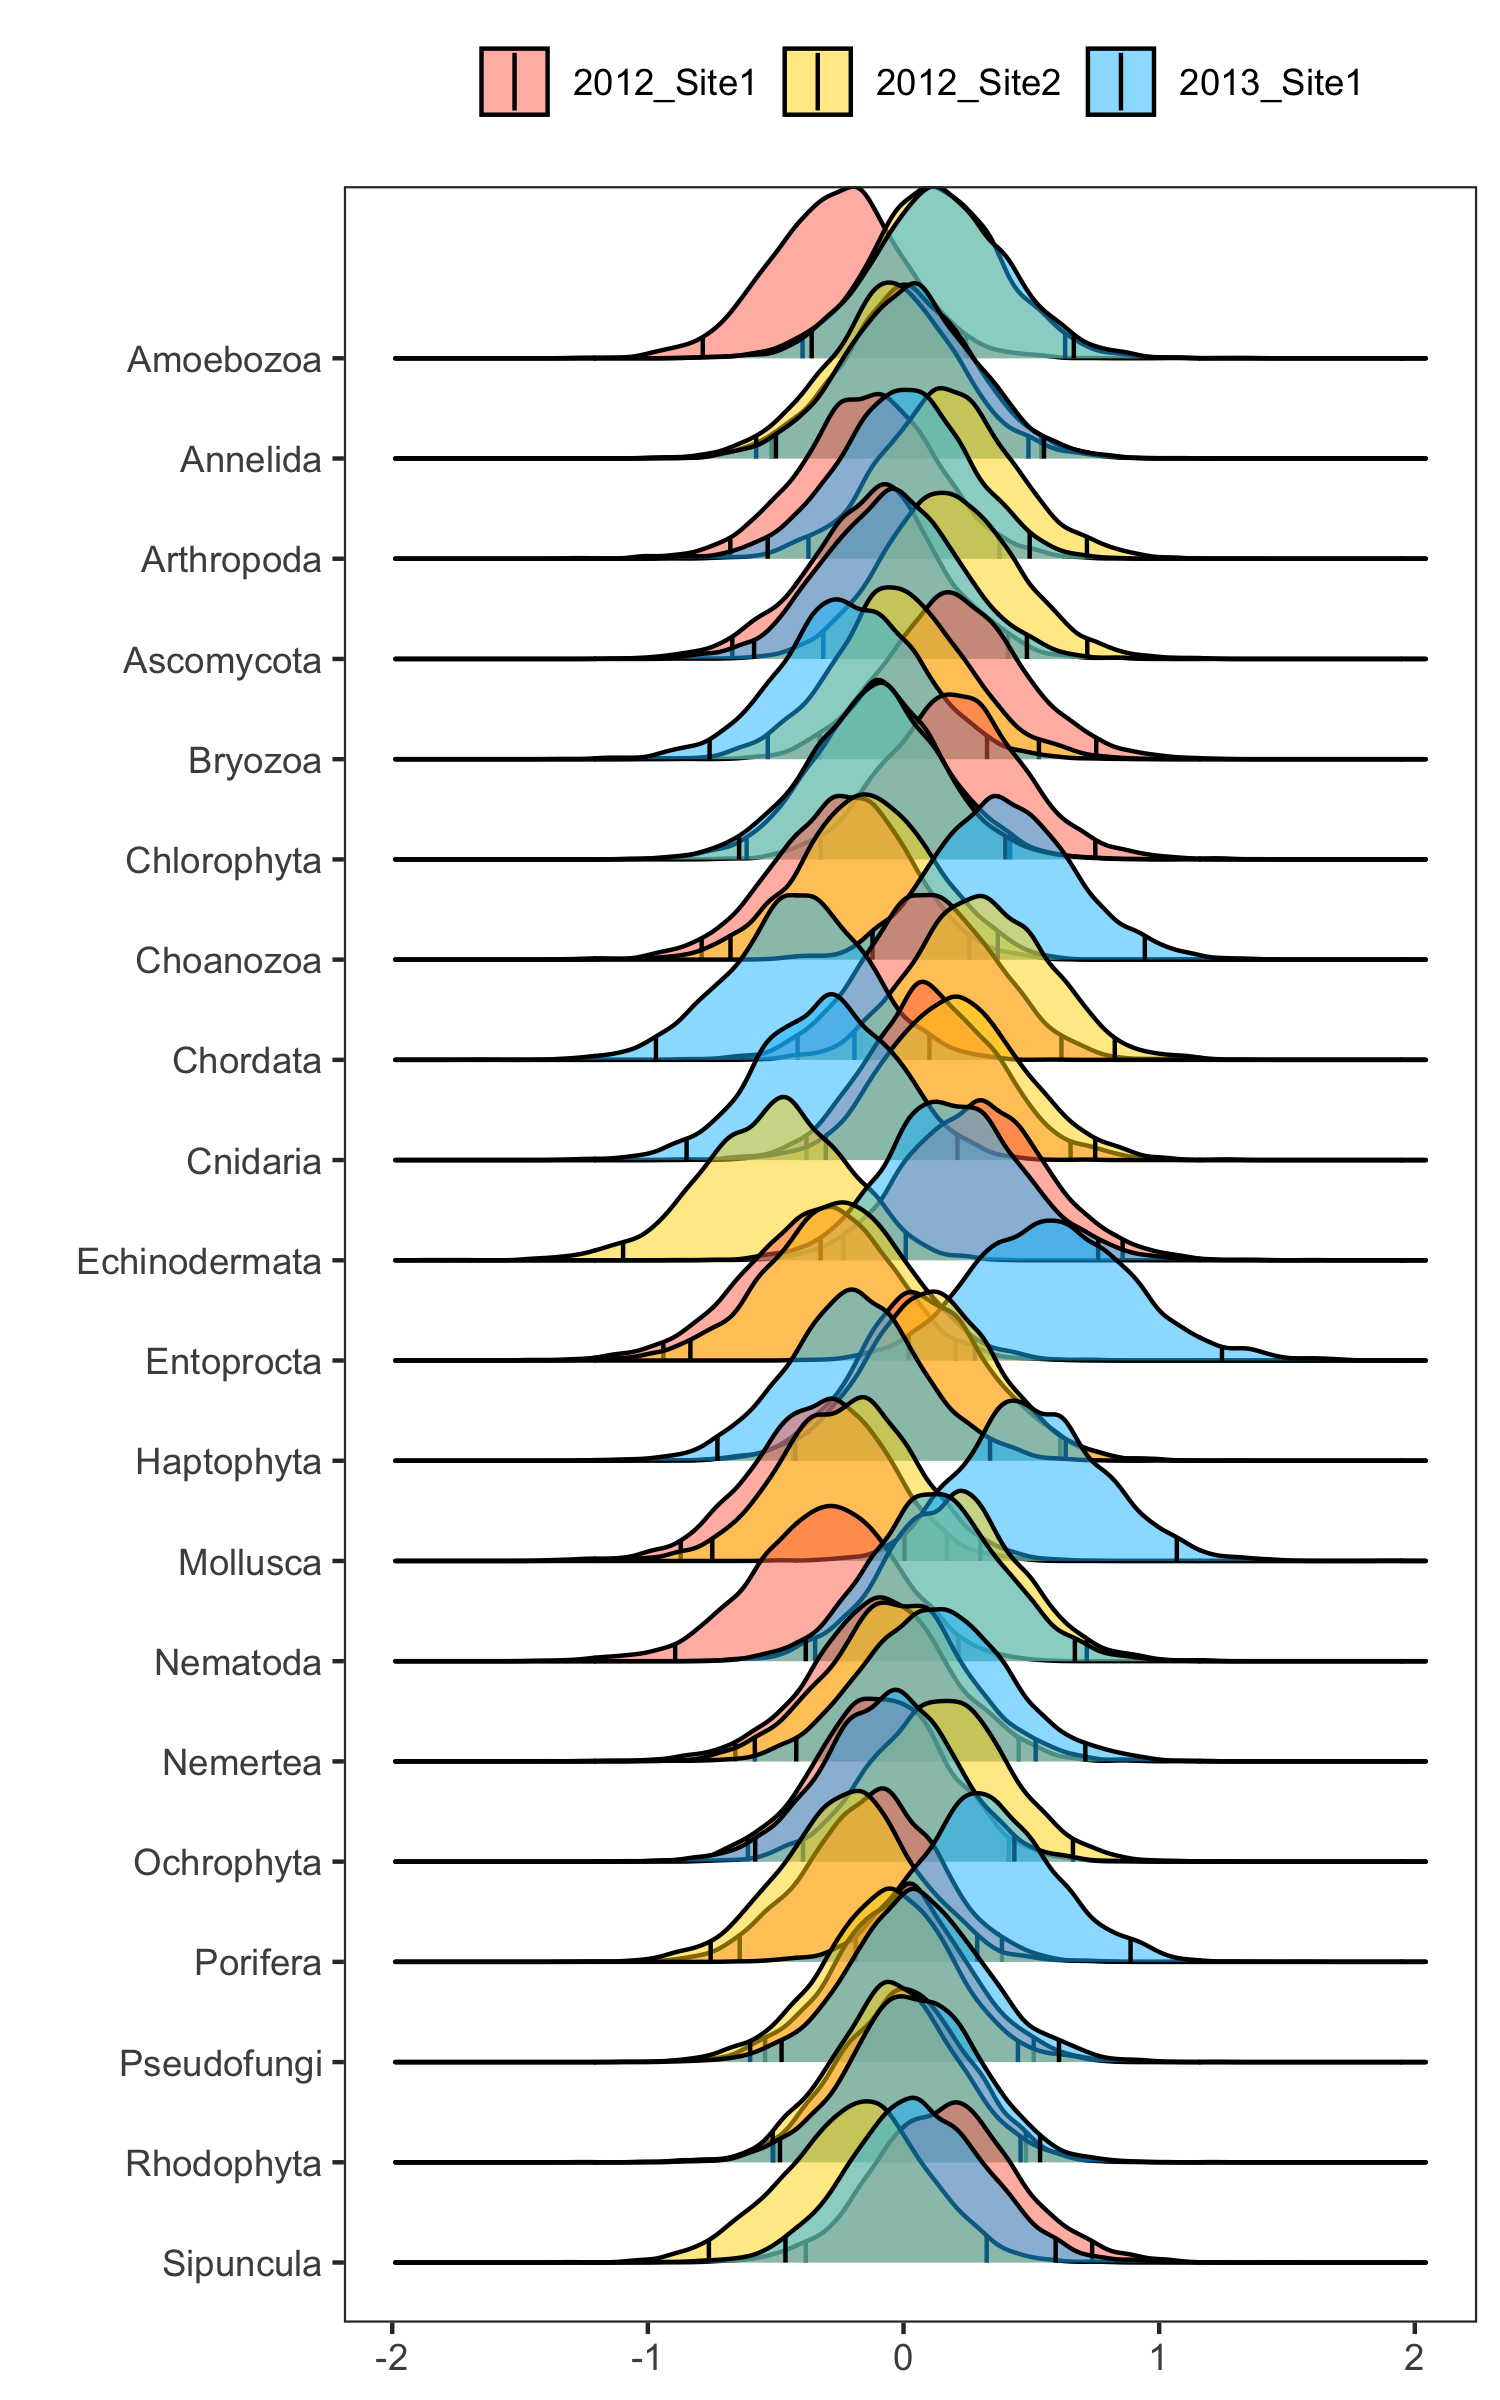 2012_Site1 2012_Site2 2013_Site1
Amoebozoa
Annelida
Arthropoda
Ascomycota
Bryozoa
Chlorophyta
Choanozoa
Chordata
Cnidaria
Echinodermata
Entoprocta
Haptophyta
Mollusca
Nematoda
Nemertea
Ochrophyta
Porifera
Pseudofungi
Rhodophyta
Sipuncula
-2 -1 0 1 2